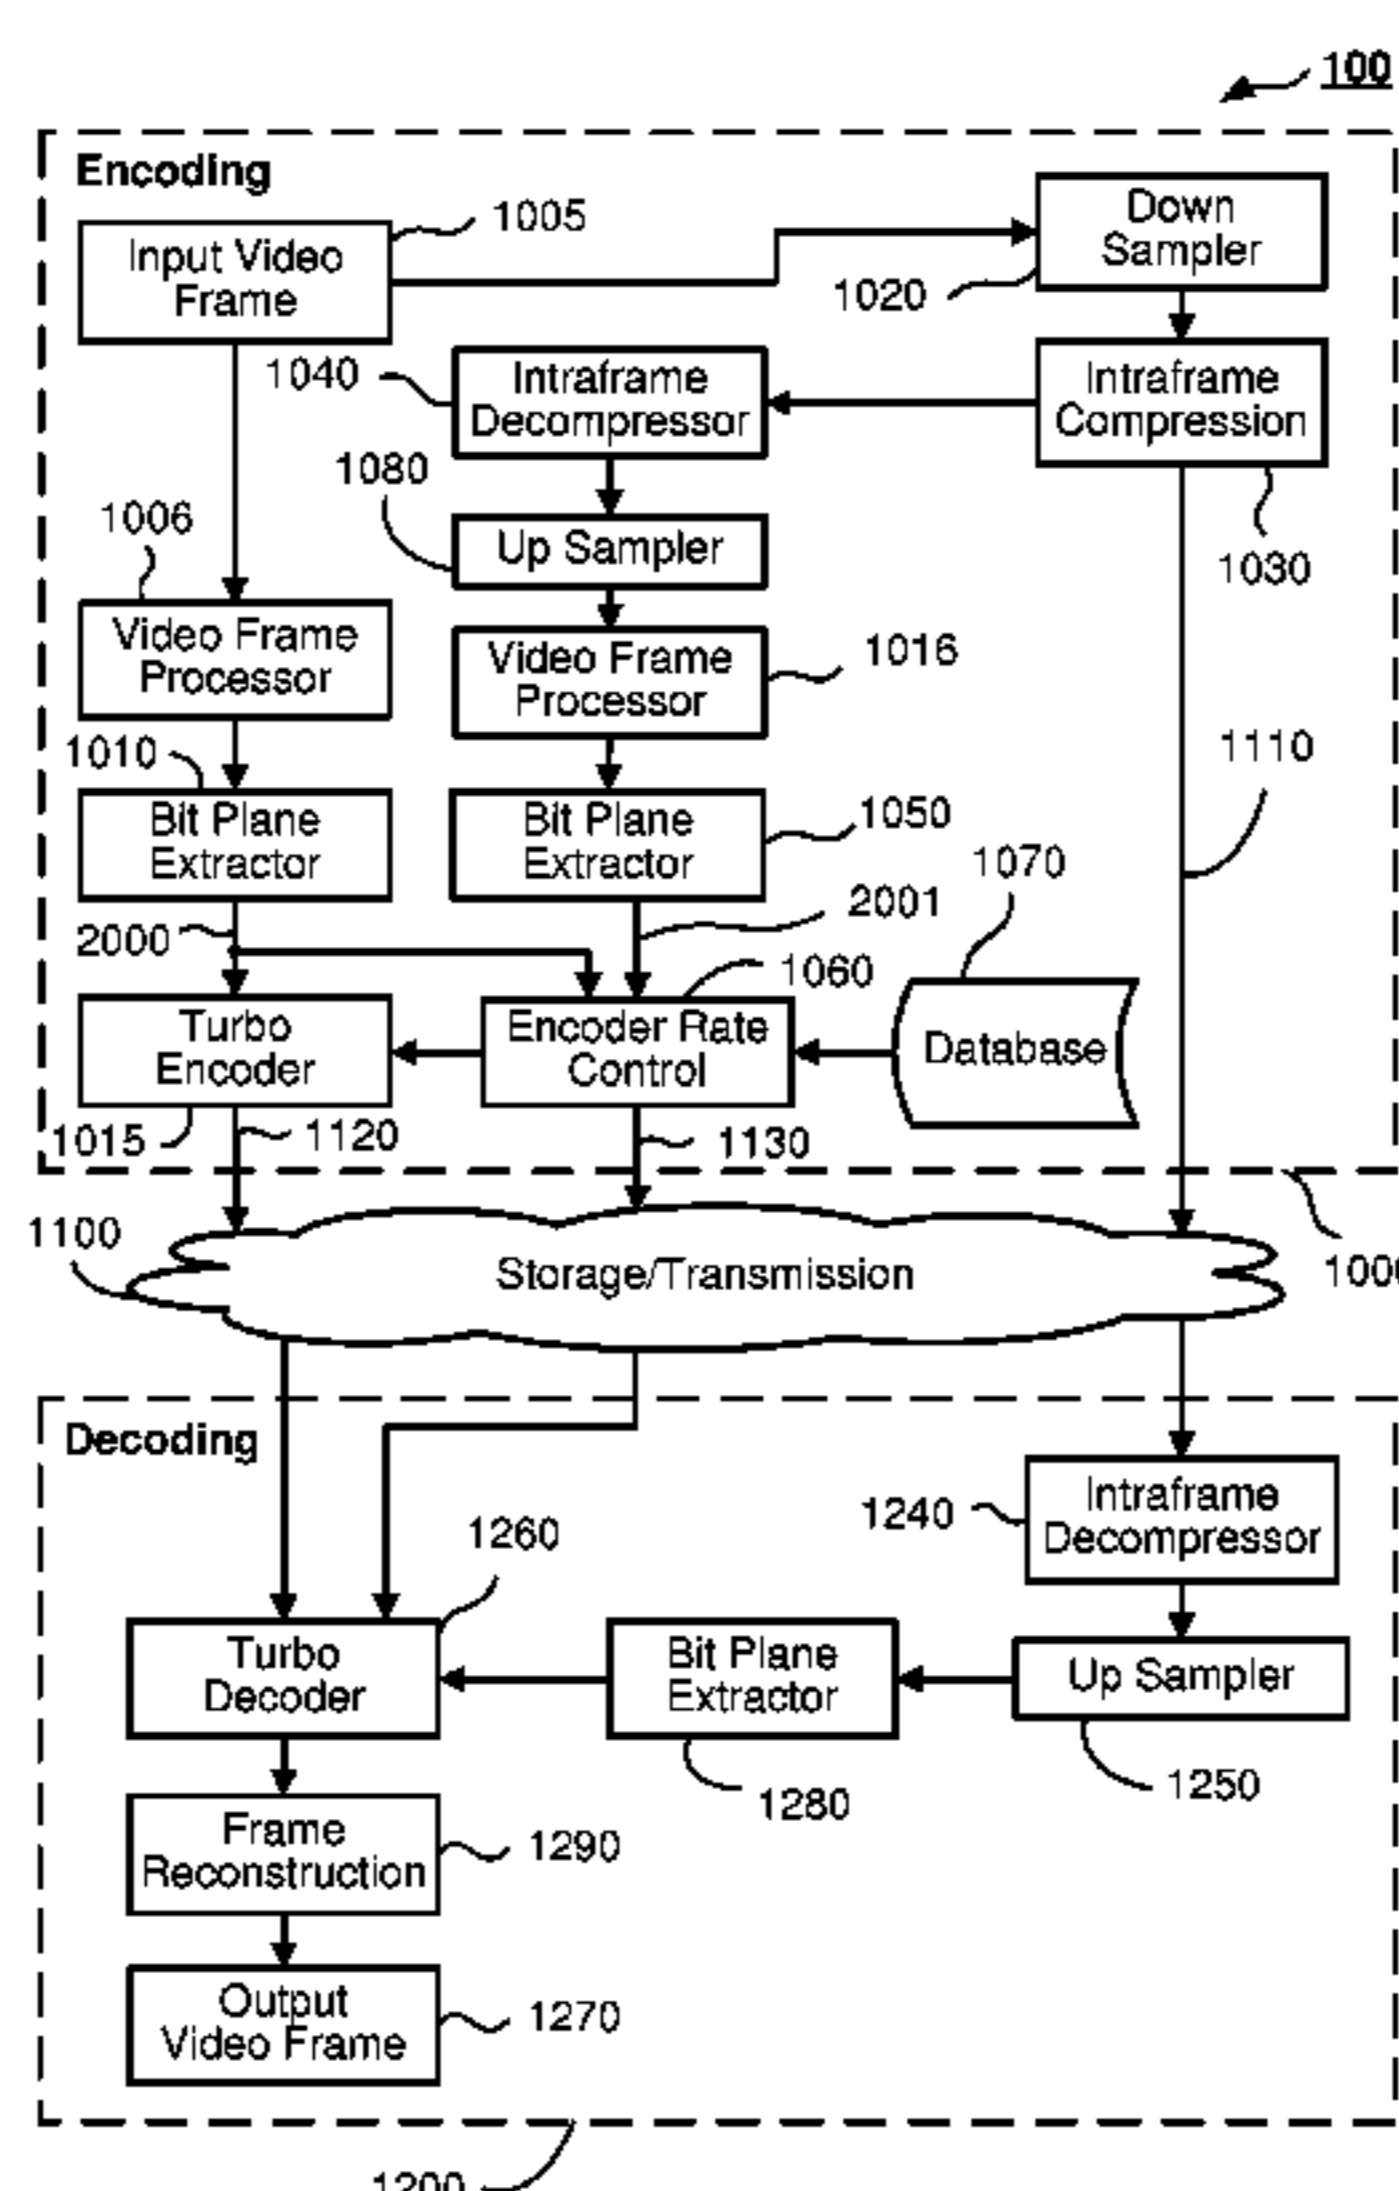 100
Encoding
1005
Input Video
Frame
Down
Sampler
1020
1040
Intraframe
Decompressor
Intraframe
Compression
1080
1006
Up Sampler
1030
Video Frame
Processor
Video Frame
Processor
1016
1010
1110
Bit Plane
Extractor
Bit Plane
Extractor
1050
1070
2000
2001
1060
Turbo
Encoder
Encoder Rate
Control
Database
1015
1120
1130
1100
Storage/Transmission
Decoding
1240
Intraframe
Decompressor
1260
Turbo
Decoder
Bit Plane
Extractor
Up Sampler
1280
1250
Frame
Reconstruction
1290
Output
Video Frame
1270
1200